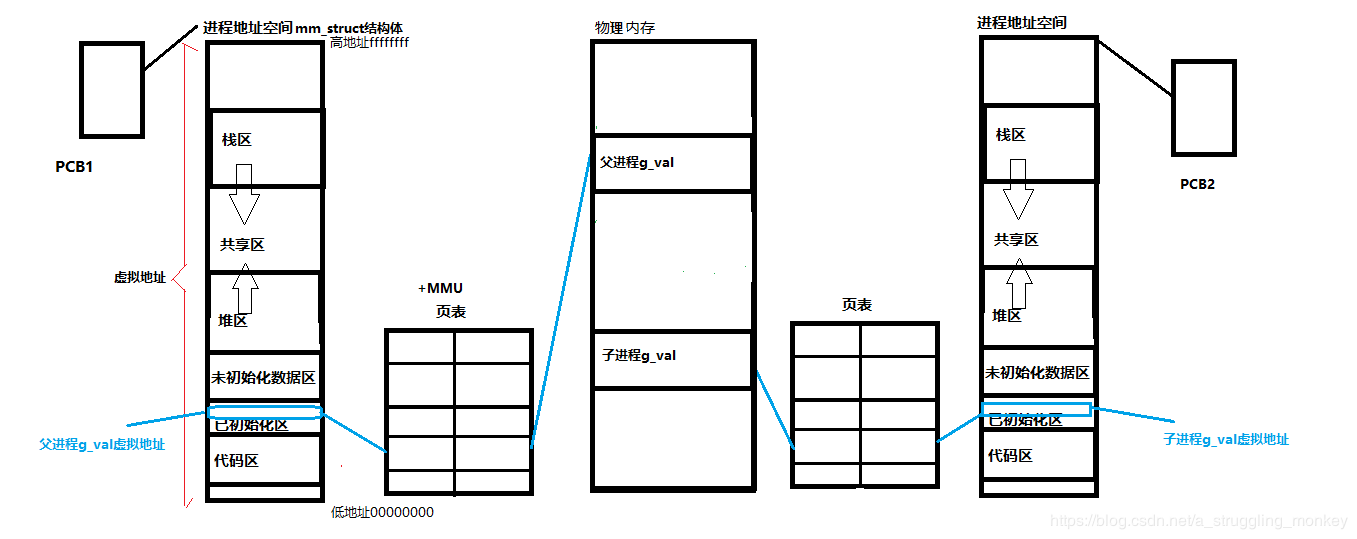 进程地址空间 mm_struct结构体
高地址ffffffff
PCB1
栈区
共享区
堆区
未初始化数据区
已初始化区
代码区
虚拟地址
父进程g_val虚拟地址
低地址00000000
+MMU
页表
物理内存
父进程g_val
子进程g_val
页表
进程地址空间
栈区
共享区
堆区
未初始化数据区
已初始化区
代码区
PCB2
子进程g_val虚拟地址
https://blog.csdn.net/a_struggling_monkey